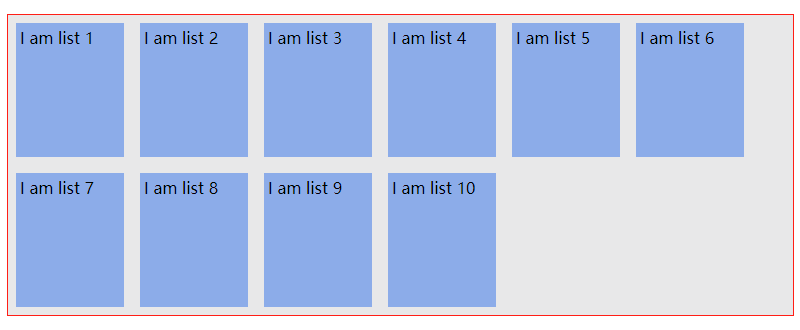 I am list 1
I am list 2
I am list 3
I am list 4
I am list 5
I am list 6
I am list 7
I am list 8
I am list 9
I am list 10